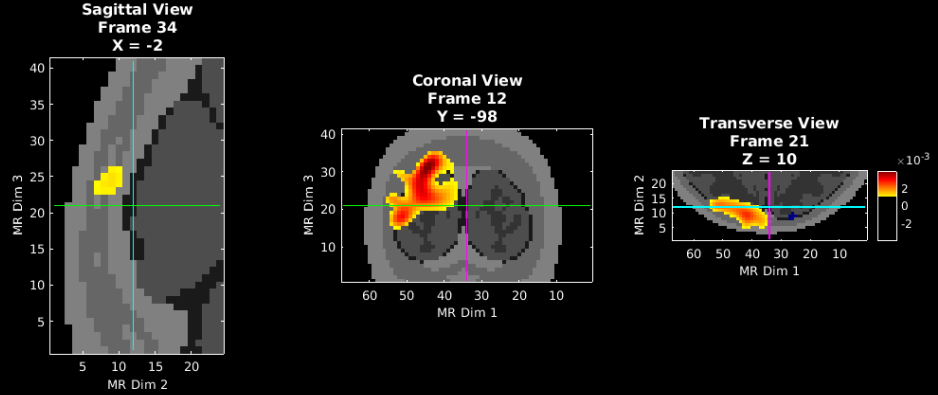 Sagittal View
Frame 34
X = -2
MR Dim 3
40
35
30
25
20
15
10
5
5 10 15 20
MR Dim 2
Coronal View
Frame 12
Y = -98
MR Dim 3
40
30
20
10
60 50 40 30 20 10
MR Dim 1
Transverse View
Frame 21
Z = 10
MR Dim 2
20
15
10
5
60 50 40 30 20 10
MR Dim 1
×10⁻³
2
0
-2